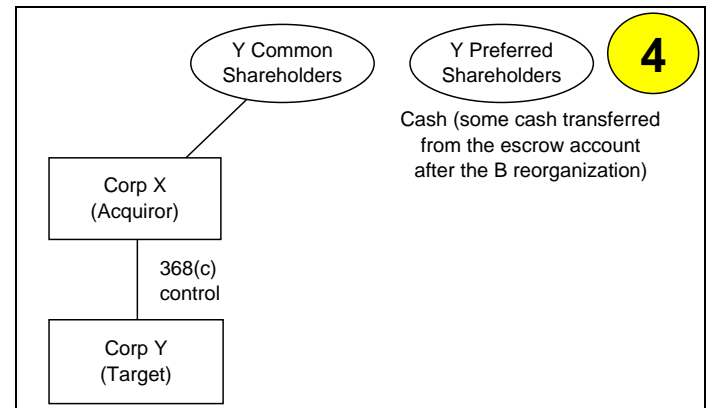 Y Common
Shareholders
Y Preferred
Shareholders
4
Cash (some cash transferred
from the escrow account
after the B reorganization)
Corp X
(Acquiror)
368(c)
control
Corp Y
(Target)